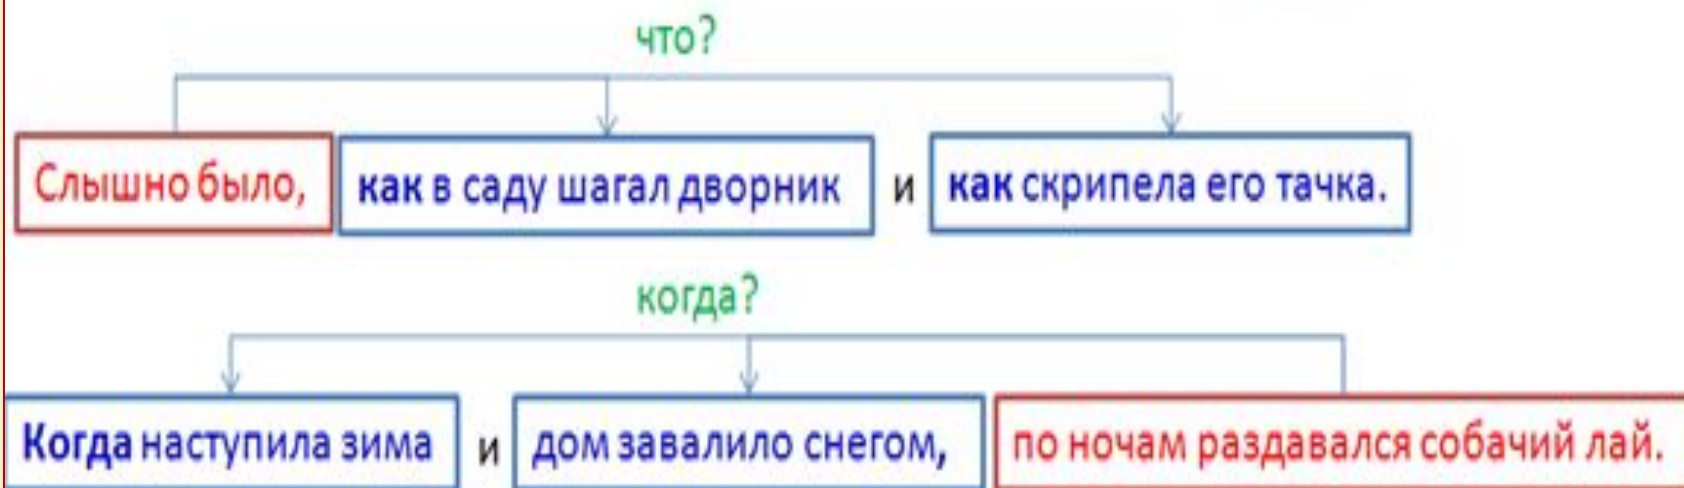 что?
Слышно было, как в саду шагал дворник и как скрипела его тачка.
когда?
Когда наступила зима и дом завалило снегом, по ночам раздавался собачий лай.